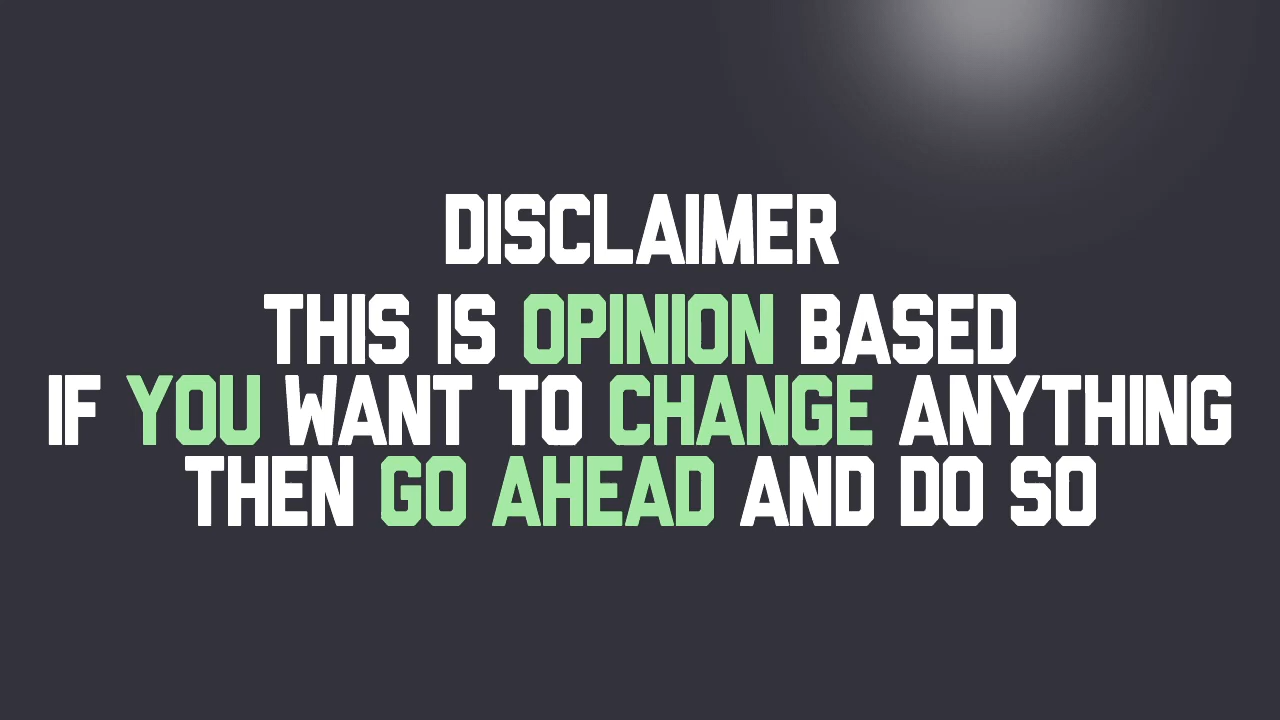 DISCLAIMER
THIS IS OPINION BASED
IF YOU WANT TO CHANGE ANYTHING
THEN GO AHEAD AND DO SO